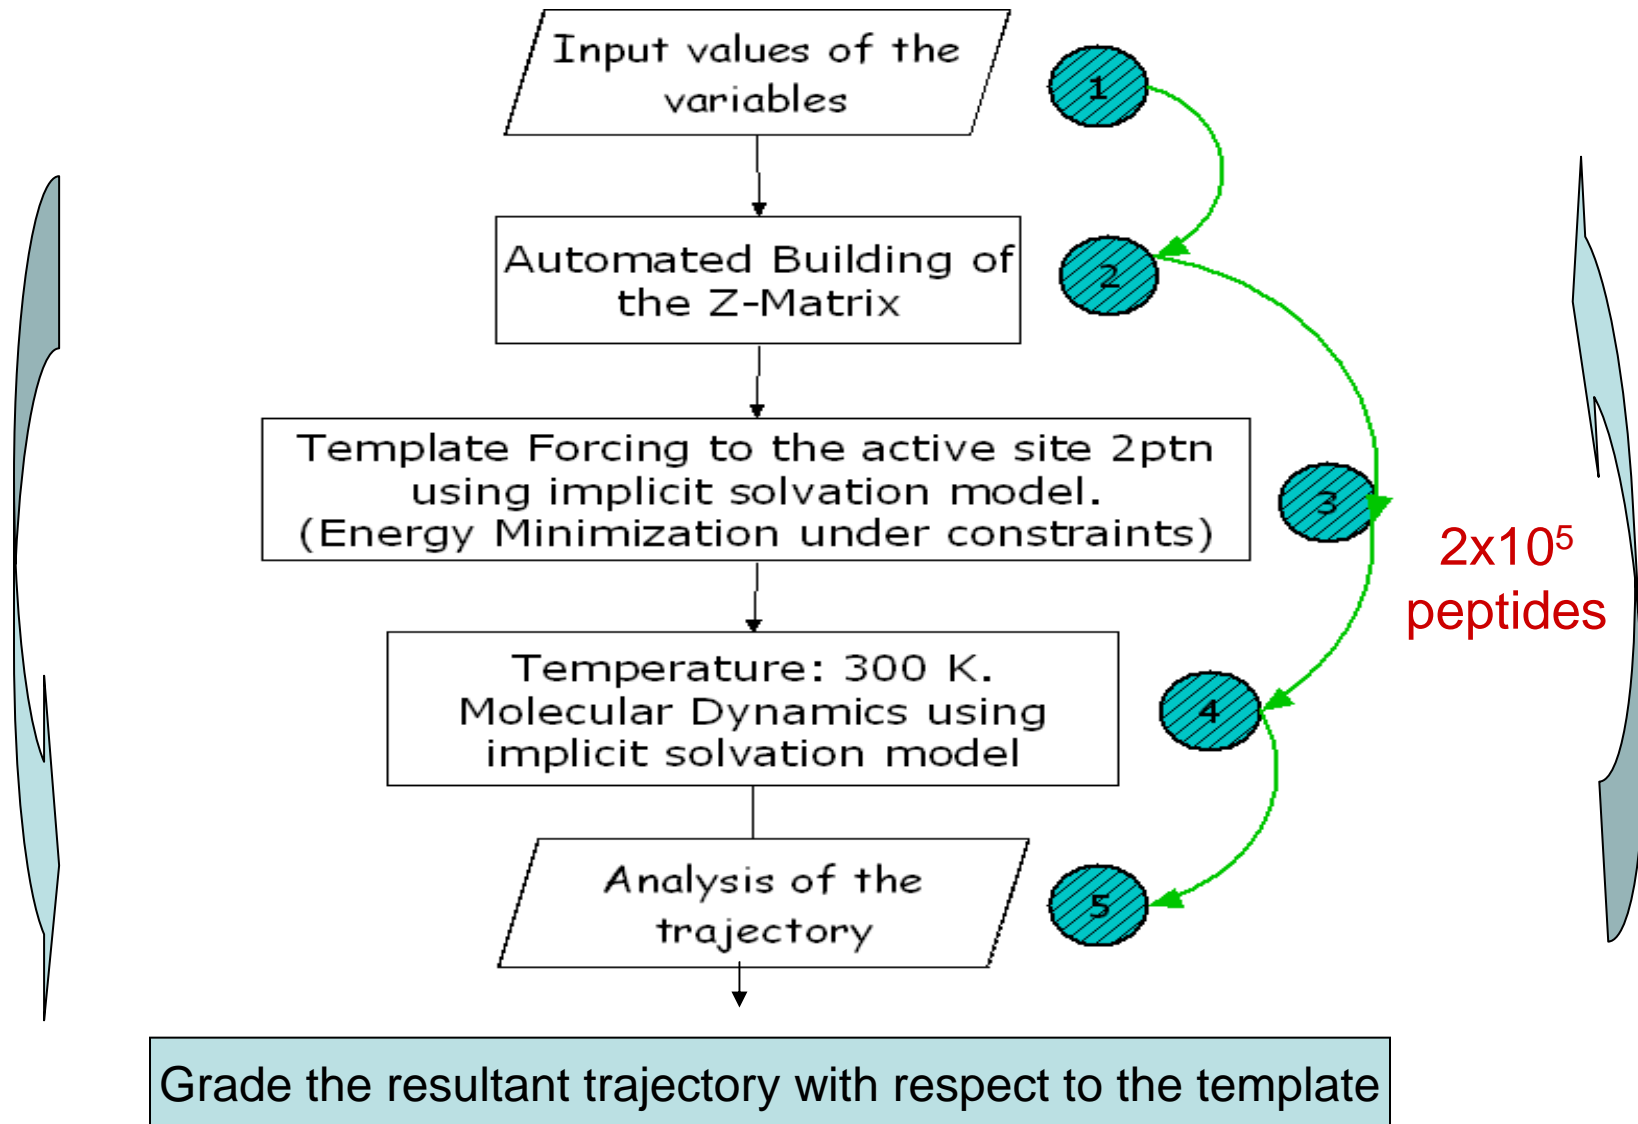 Input values of the
variables
1
Automated Building of
the Z-Matrix
2
Template Forcing to the active site 2ptn
using implicit solvation model.
(Energy Minimization under constraints)
3
2x10⁵
peptides
Temperature: 300 K.
Molecular Dynamics using
implicit solvation model
4
Analysis of the
trajectory
5
Grade the resultant trajectory with respect to the template